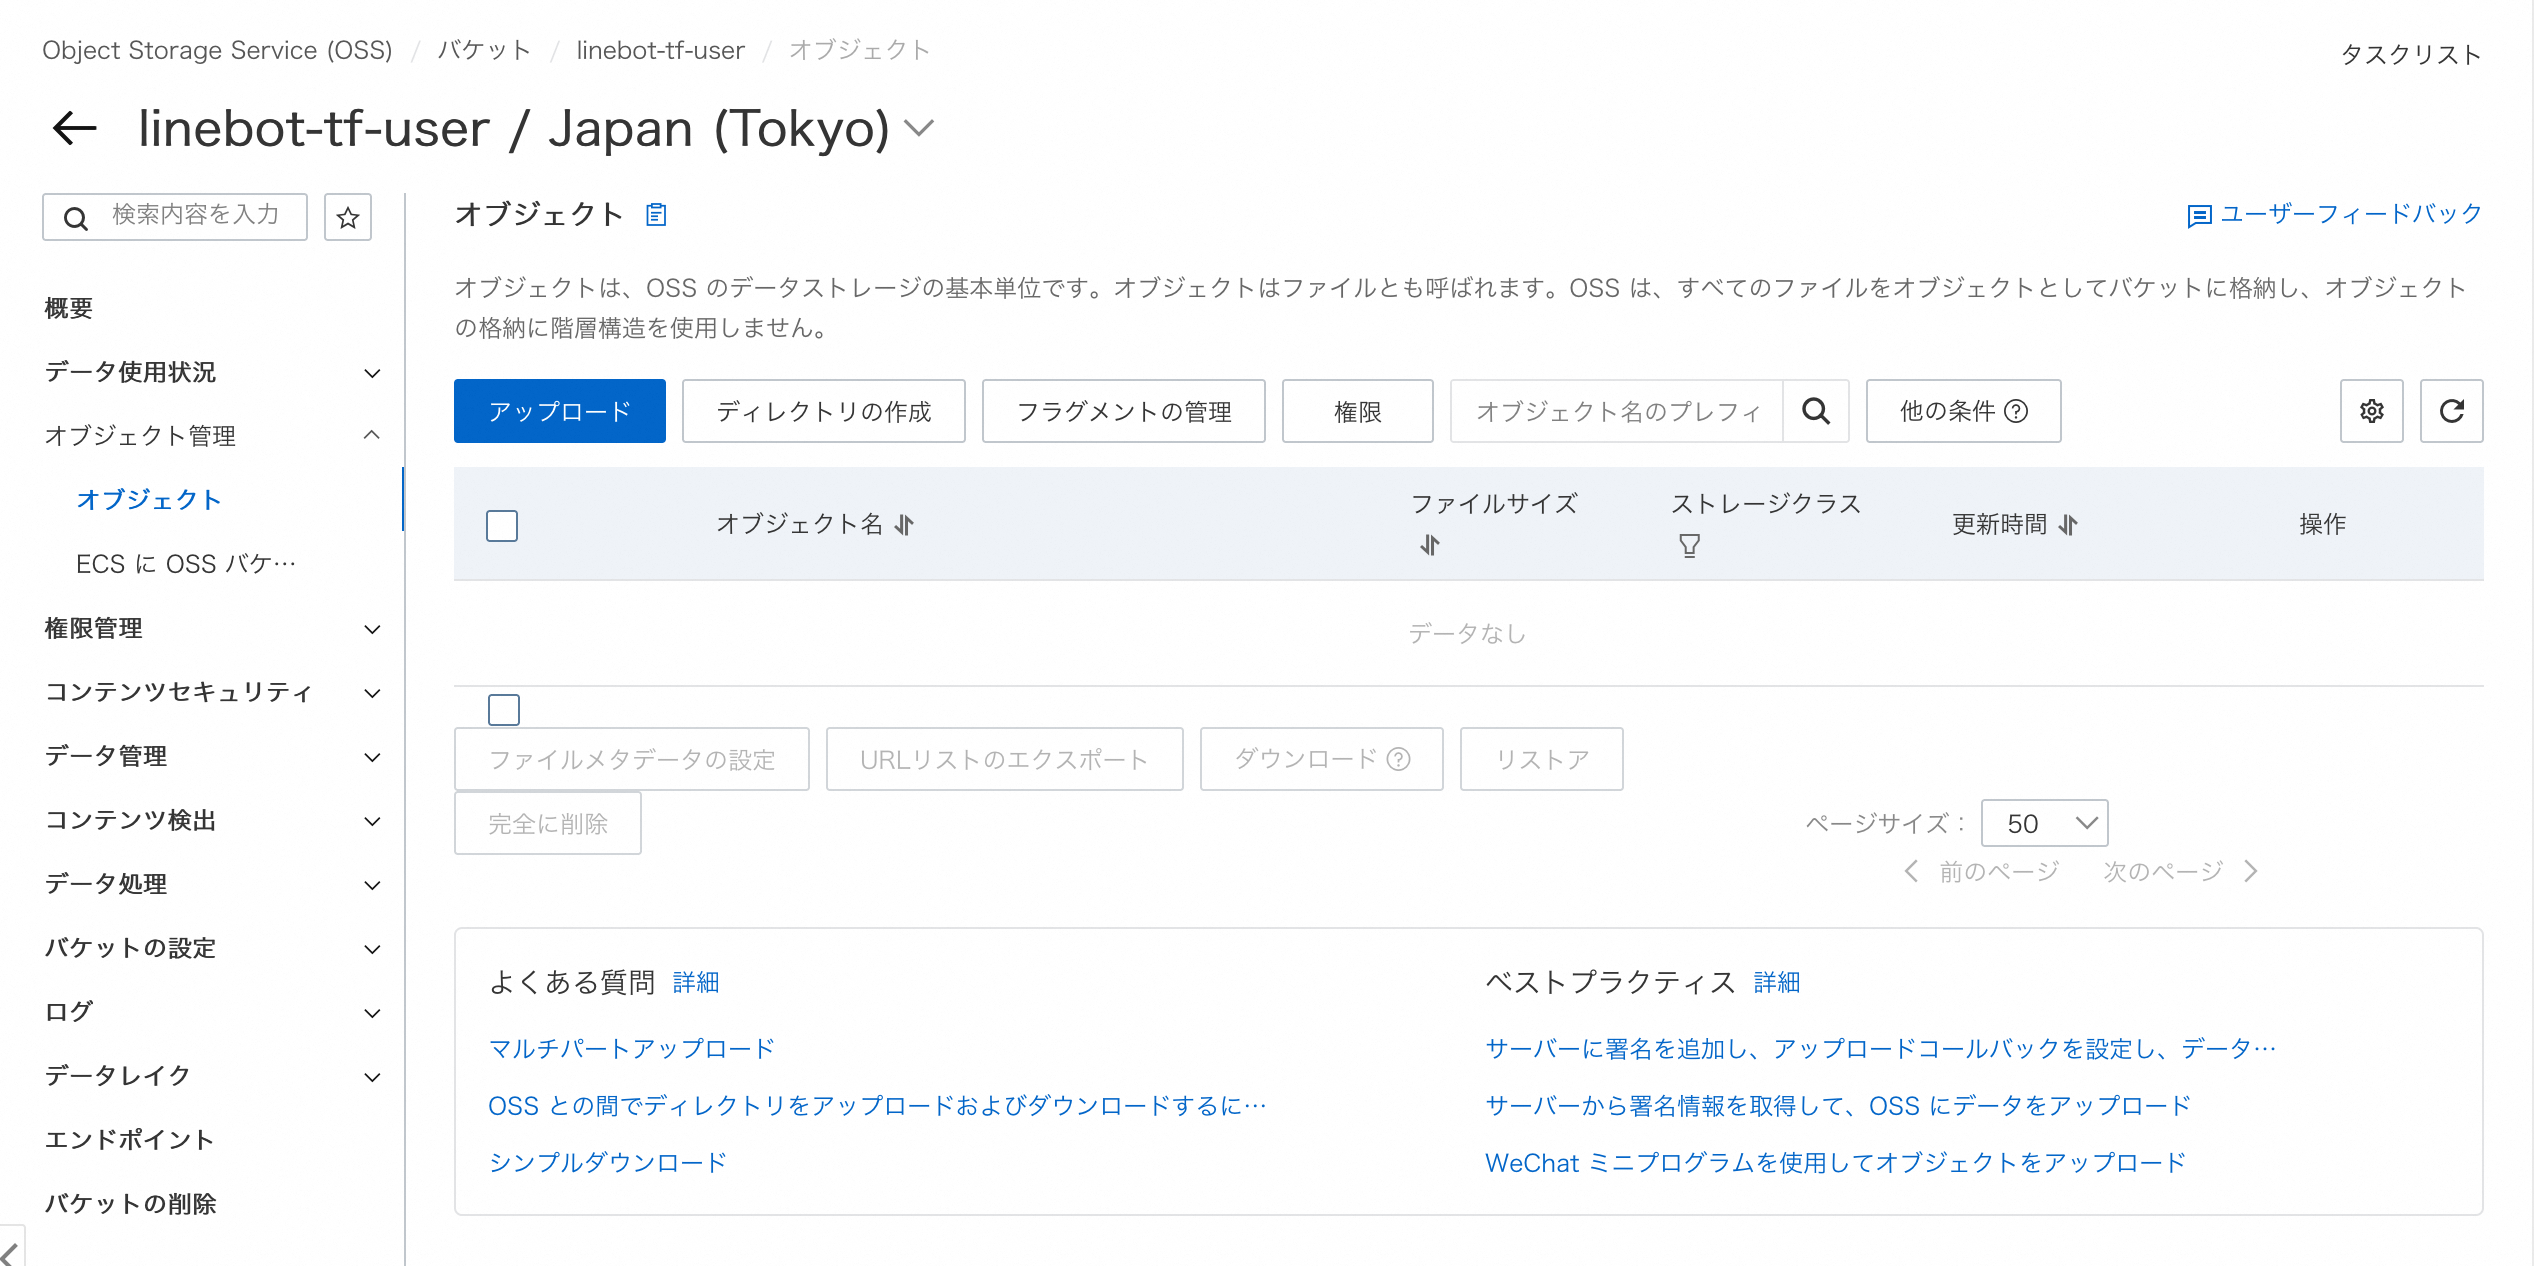 Object Storage Service (OSS) / バケット / linebot-tf-user / オブジェクト
タスクリスト
linebot-tf-user / Japan (Tokyo)
検索内容を入力
概要
データ使用状況
オブジェクト管理
オブジェクト
ECS に OSS バケ…
権限管理
コンテンツセキュリティ
データ管理
コンテンツ検出
データ処理
バケットの設定
ログ
データレイク
エンドポイント
バケットの削除
オブジェクト
ユーザーフィードバック
オブジェクトは、OSS のデータストレージの基本単位です。オブジェクトはファイルとも呼ばれます。OSS は、すべてのファイルをオブジェクトとしてバケットに格納し、オブジェクト
の格納に階層構造を使用しません。
アップロード ディレクトリの作成 フラグメントの管理 権限 オブジェクト名のプレフィ 他の条件
オブジェクト名 ファイルサイズ ストレージクラス 更新時間 操作
データなし
ファイルメタデータの設定 URLリストのエクスポート ダウンロード リストア
完全に削除
ページサイズ： 50
前のページ 次のページ
よくある質問 詳細
マルチパートアップロード
OSS との間でディレクトリをアップロードおよびダウンロードするに…
シンプルダウンロード
ベストプラクティス 詳細
サーバーに署名を追加し、アップロードコールバックを設定し、データ…
サーバーから署名情報を取得して、OSS にデータをアップロード
WeChat ミニプログラムを使用してオブジェクトをアップロード